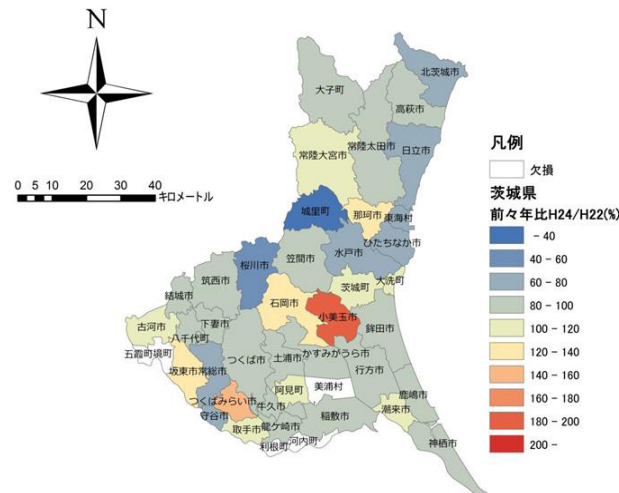 N
0 5 10 20 30 40
キロメートル
北茨城市
大子町
高萩市
常陸太田市
常陸大宮市
日立市
城里町
那珂市
東海村
ひたちなか市
水戸市
笠間市
桜川市
大洗町
茨城町
筑西市
石岡市
小美玉市
結城市
鉾田市
下妻市
古河市
八千代町
かすみがうら市
つくば市
土浦市
五霞町
境町
行方市
坂東市
常総市
美浦村
阿見町
鹿嶋市
つくばみらい市
牛久市
潮来市
守谷市
稲敷市
取手市
龍ケ崎市
河内町
利根町
神栖市
凡例
欠損
茨城県
前々年比H24/H22(%)
- 40
40 - 60
60 - 80
80 - 100
100 - 120
120 - 140
140 - 160
160 - 180
180 - 200
200 -